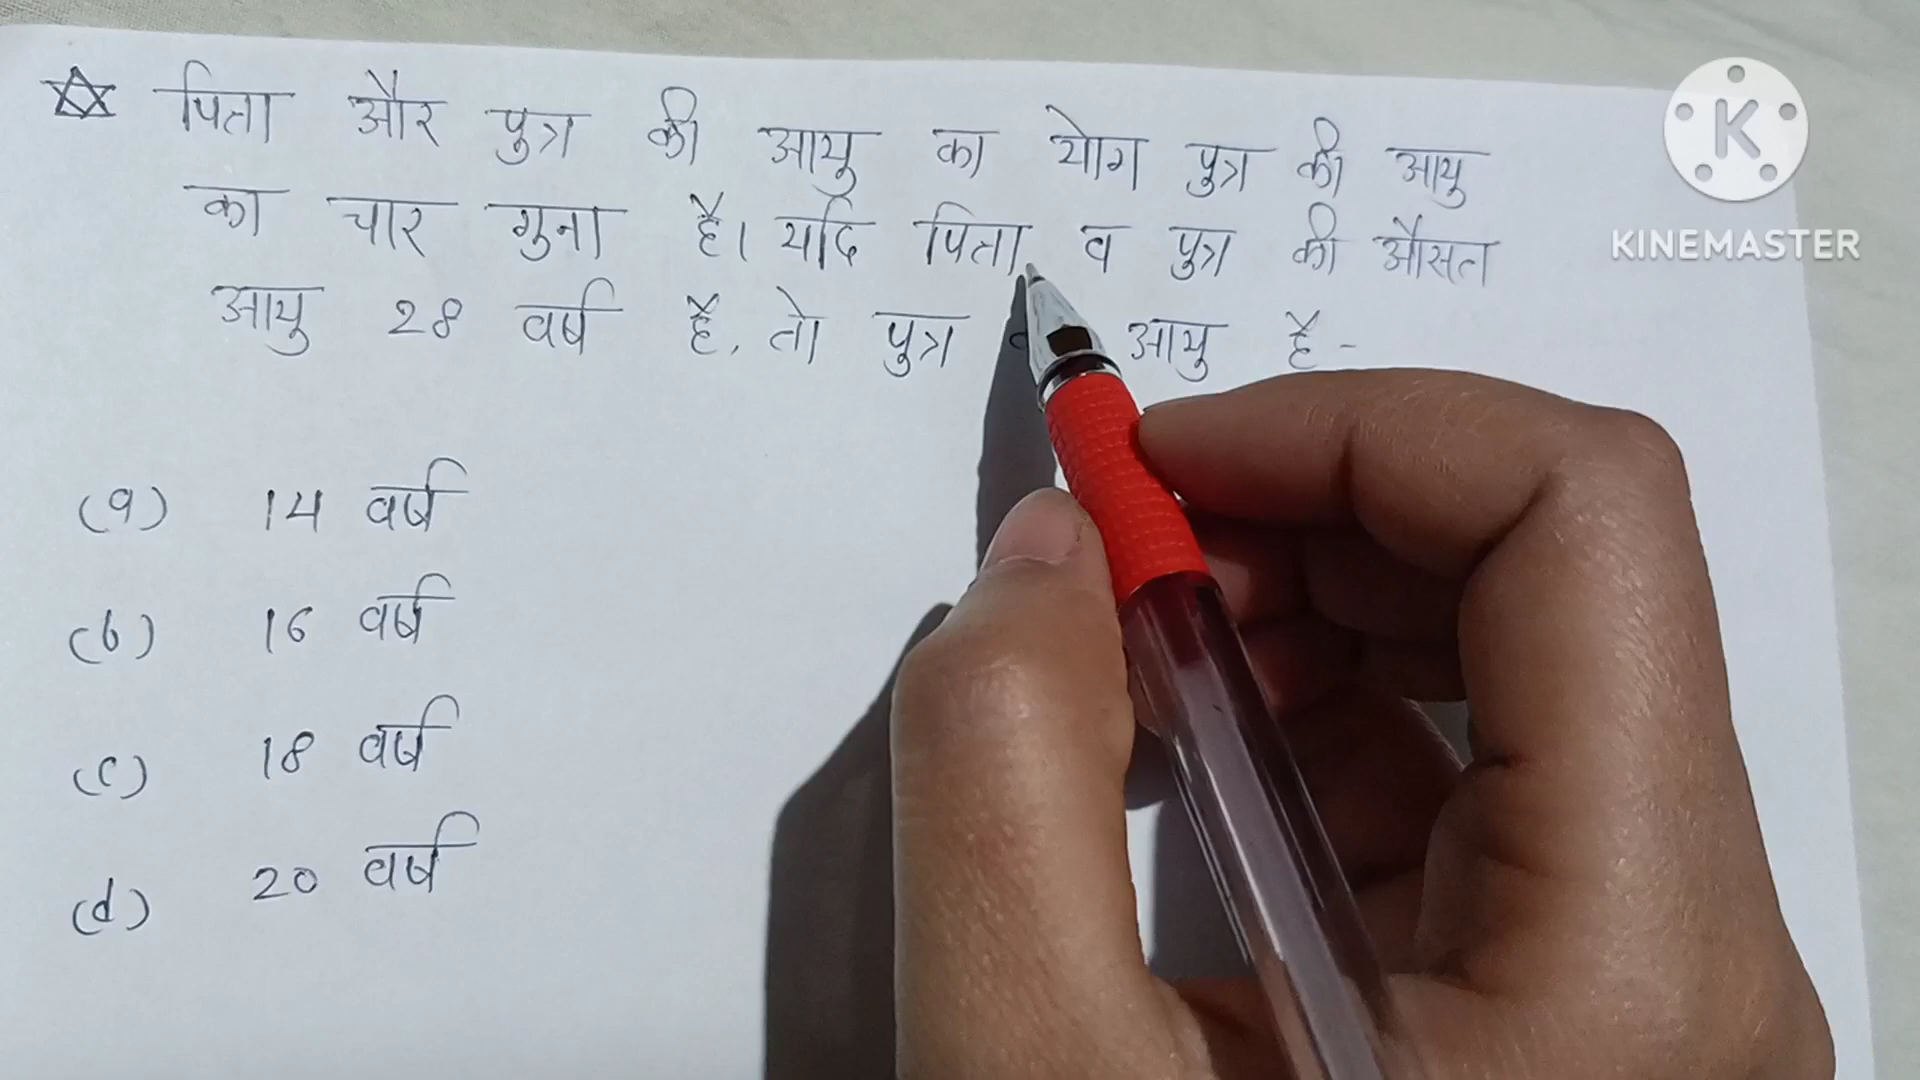 पिता और पुत्र की आयु का योग पुत्र की आयु
का चार गुना है। यदि पिता व पुत्र की औसत
आयु 28 वर्ष है, तो पुत्र आयु है-
(a) 14 वर्ष
(b) 16 वर्ष
(c) 18 वर्ष
(d) 20 वर्ष
K
KINEMASTER